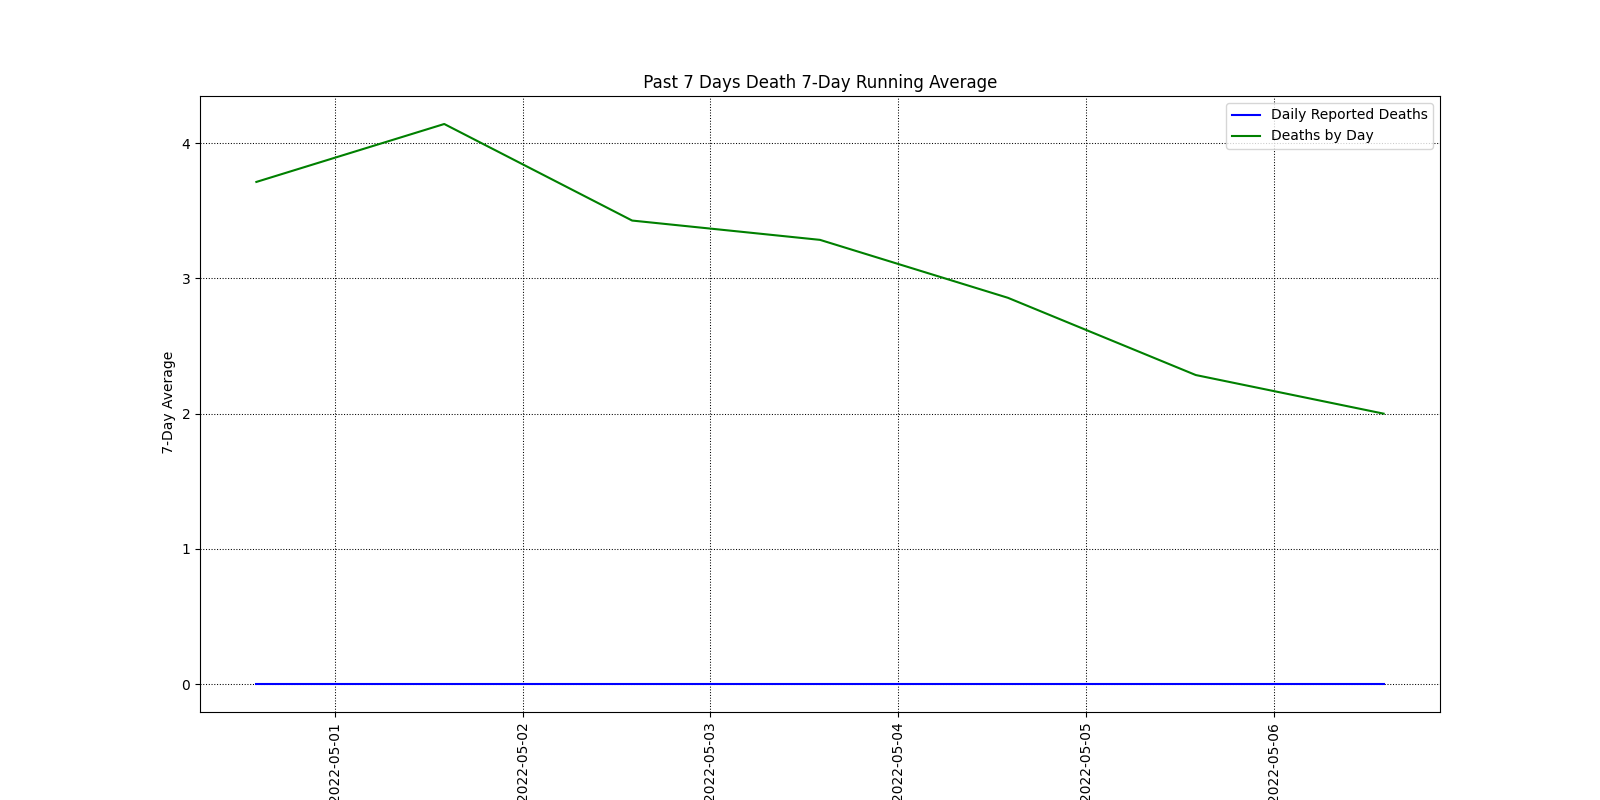 Past 7 Days Death 7-Day Running Average
Daily Reported Deaths
Deaths by Day
7-Day Average
4
3
2
1
0
2022-05-01
2022-05-02
2022-05-03
2022-05-04
2022-05-05
2022-05-06